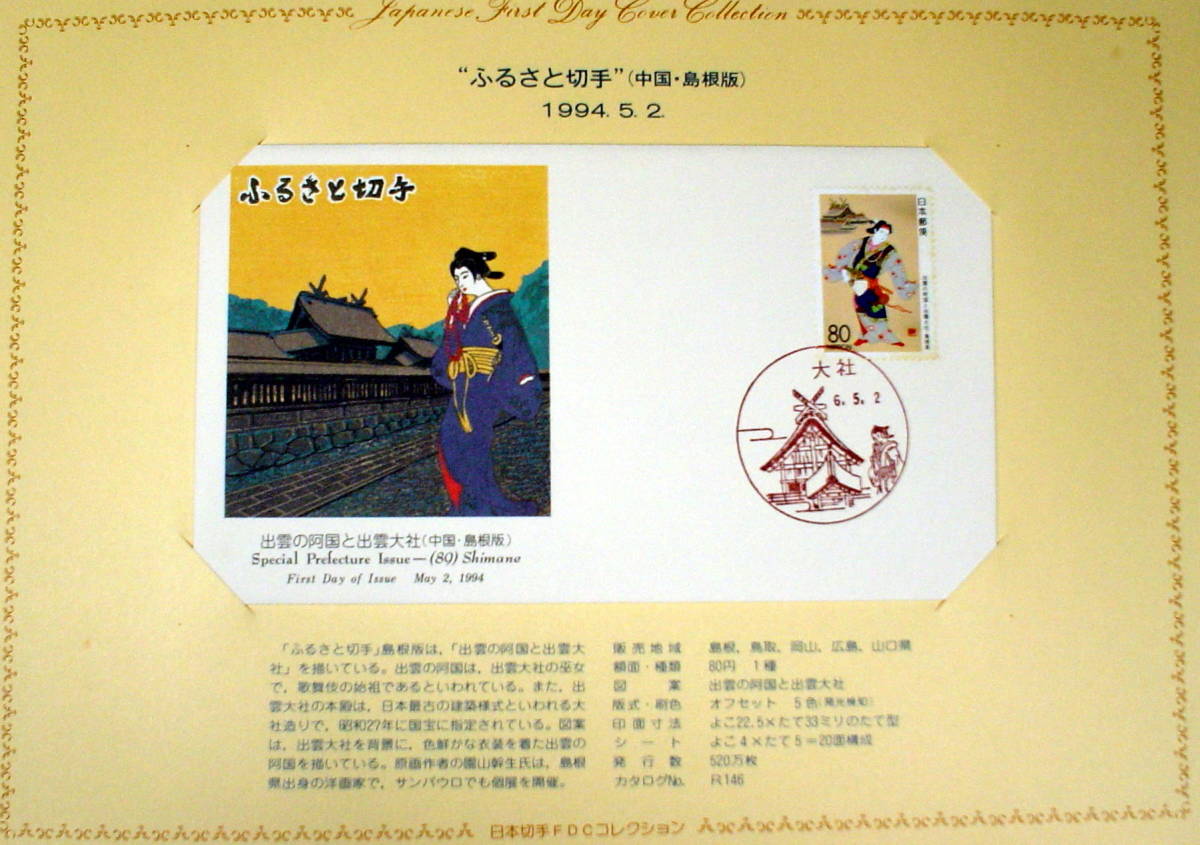 Japanese First Day Cover Collection
“ふるさと切手”(中国・島根版)
1994. 5. 2.
ふるさと切手
日本郵便
80
大社
6. 5. 2
出雲の阿国と出雲大社(中国・島根版)
Special Prefecture Issue—(89) Shimane
First Day of Issue May 2, 1994
「ふるさと切手」島根版は,「出雲の阿国と出雲大
社」を描いている。出雲の阿国は,出雲大社の巫女
で,歌舞伎の始祖であるといわれている。また,出
雲大社の本殿は,日本最古の建築様式といわれる大
社造りで,昭和27年に国宝に指定されている。図案
は,出雲大社を背景に,色鮮かな衣装を着た出雲の
阿国を描いている。原画作者の園山幹生氏は,島根
県出身の洋画家で,サンパウロでも個展を開催。
販売地域 島根,鳥取,岡山,広島,山口県
額面・種類 80円 1種
図案 出雲の阿国と出雲大社
版式・刷色 オフセット 5色(発光検知)
印面寸法 よこ22.5×たて33ミリのたて型
シート よこ4×たて5=20面構成
発行数 520万枚
カタログNo. R146
日本切手FDCコレクション